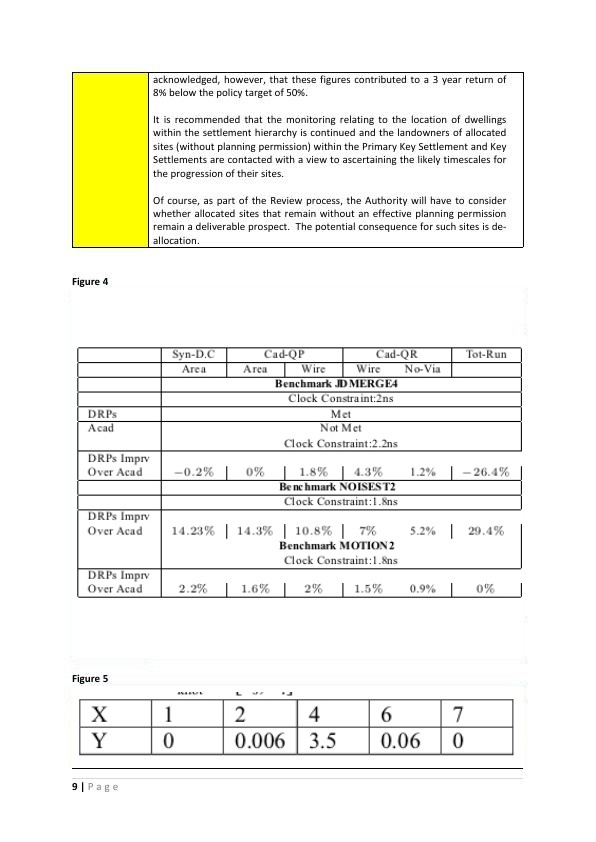 acknowledged, however, that these figures contributed to a 3 year return of
8% below the policy target of 50%.
It is recommended that the monitoring relating to the location of dwellings
within the settlement hierarchy is continued and the landowners of allocated
sites (without planning permission) within the Primary Key Settlement and Key
Settlements are contacted with a view to ascertaining the likely timescales for
the progression of their sites.
Of course, as part of the Review process, the Authority will have to consider
whether allocated sites that remain without an effective planning permission
remain a deliverable prospect. The potential consequence for such sites is de-
allocation.
Figure 4
Syn-D.C Cad-QP Cad-QR Tot-Run
Area Area Wire Wire No-Via
Benchmark JDMERGE4
Clock Constraint:2ns
DRPs Met
Acad Not Met
Clock Constraint:2.2ns
DRPs Imprv
Over Acad −0.2% 0% 1.8% 4.3% 1.2% −26.4%
Benchmark NOISEST2
Clock Constraint:1.8ns
DRPs Imprv
Over Acad 14.23% 14.3% 10.8% 7% 5.2% 29.4%
Benchmark MOTION2
Clock Constraint:1.8ns
DRPs Imprv
Over Acad 2.2% 1.6% 2% 1.5% 0.9% 0%
Figure 5
X 1 2 4 6 7
Y 0 0.006 3.5 0.06 0
9 | Page